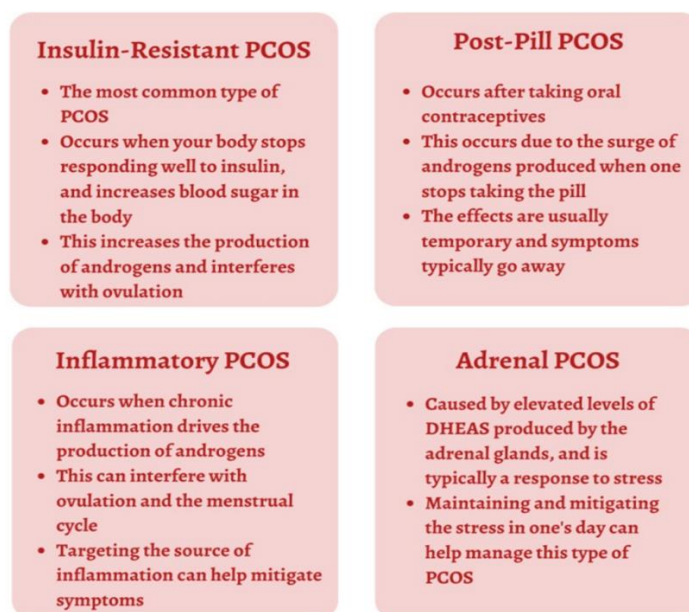 Insulin-Resistant PCOS
• The most common type of
PCOS
• Occurs when your body stops
responding well to insulin,
and increases blood sugar in
the body
• This increases the production
of androgens and interferes
with ovulation
Post-Pill PCOS
• Occurs after taking oral
contraceptives
• This occurs due to the surge of
androgens produced when one
stops taking the pill
• The effects are usually
temporary and symptoms
typically go away
Inflammatory PCOS
• Occurs when chronic
inflammation drives the
production of androgens
• This can interfere with
ovulation and the menstrual
cycle
• Targeting the source of
inflammation can help mitigate
symptoms
Adrenal PCOS
• Caused by elevated levels of
DHEAS produced by the
adrenal glands, and is
typically a response to stress
• Maintaining and mitigating
the stress in one's day can
help manage this type of
PCOS